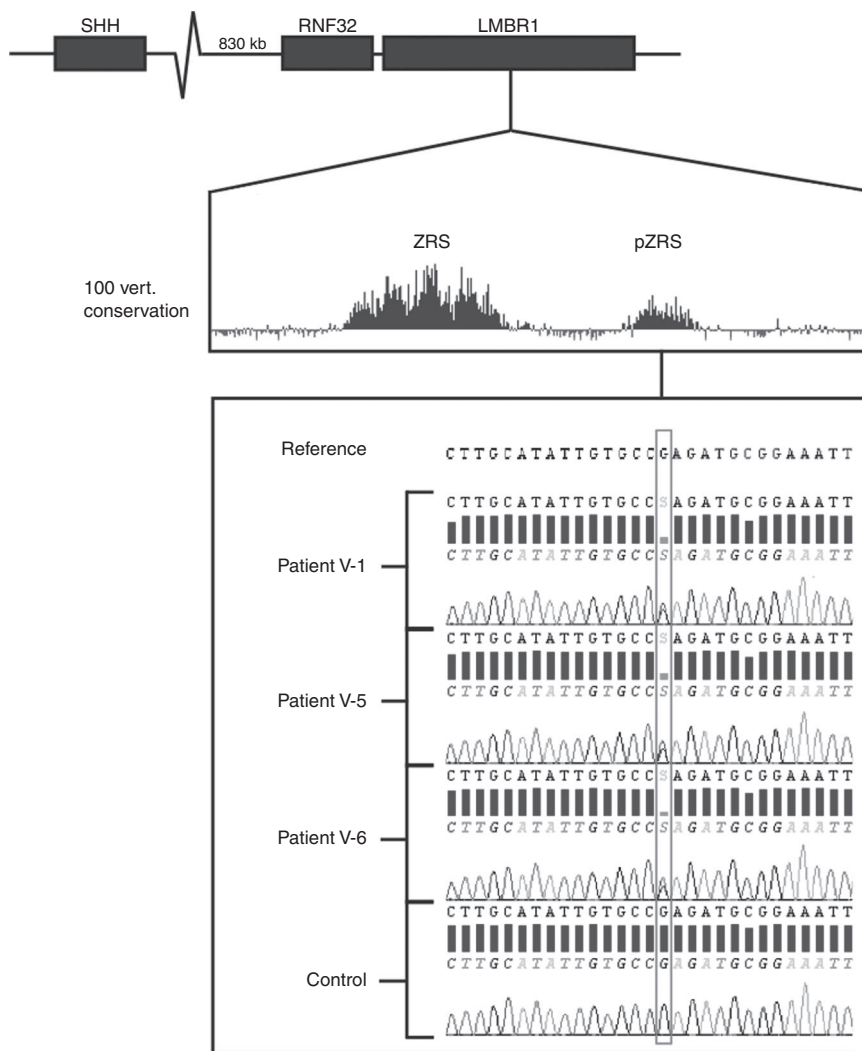 SHH
830 kb
RNF32
LMBR1
ZRS
pZRS
100 vert.
conservation
Reference
CTTGCATATTGTGCCGAGATGCGGAAATT
Patient V-1
CTTGCATATTGTGCCSAGATGCGGAAATT
CTTGCATATTGTGCCSAGATGCGGAAATT
Patient V-5
CTTGCATATTGTGCCSAGATGCGGAAATT
CTTGCATATTGTGCCSAGATGCGGAAATT
Patient V-6
CTTGCATATTGTGCCSAGATGCGGAAATT
CTTGCATATTGTGCCSAGATGCGGAAATT
Control
CTTGCATATTGTGCCGAGATGCGGAAATT
CTTGCATATTGTGCCGAGATGCGGAAATT